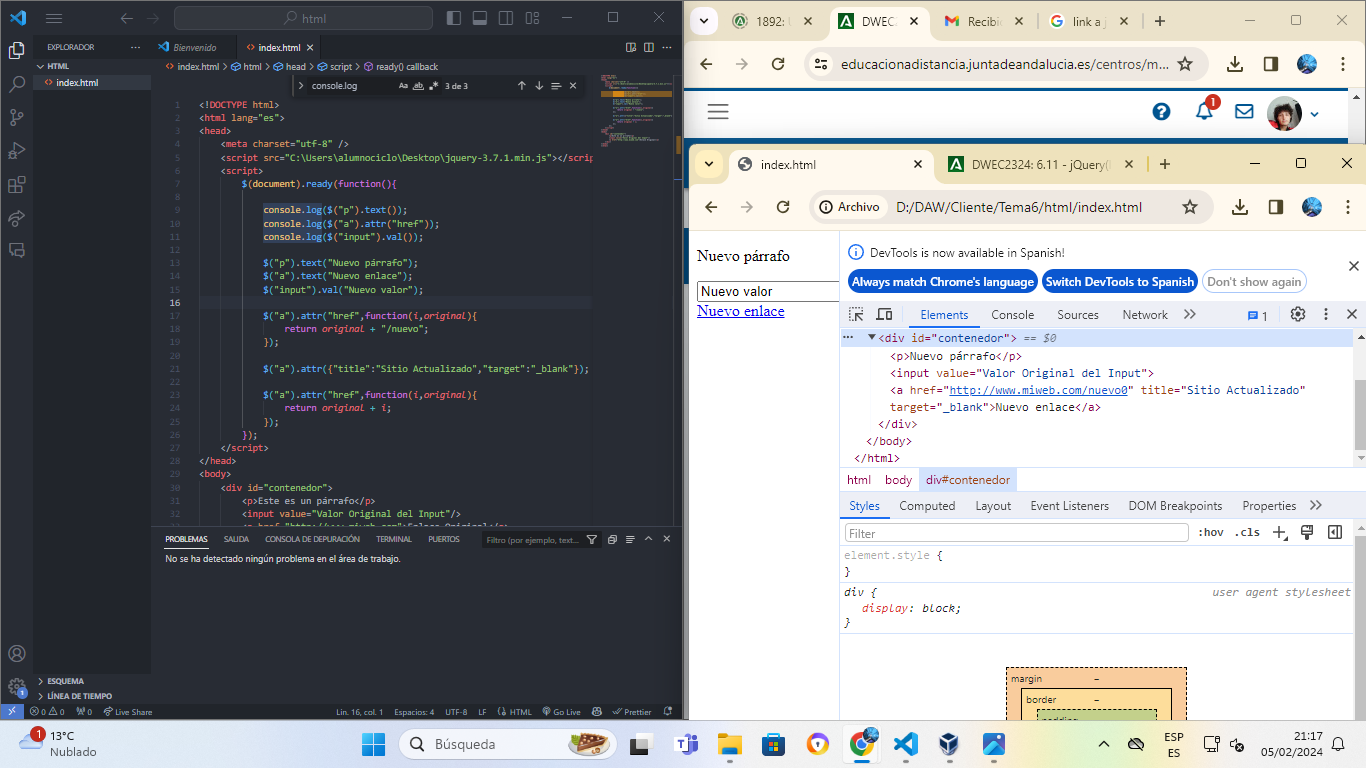 html
EXPLORADOR
HTML
index.html
ESQUEMA
LÍNEA DE TIEMPO
Bienvenido
index.html
index.html > html > head > script > ready() callback
console.log
Aa
ab
3 de 3
1 <!DOCTYPE html>
2 <html lang="es">
3 <head>
4 <meta charset="utf-8" />
5 <script src="C:\Users\alumnociclo\Desktop\jquery-3.7.1.min.js"></scrip
6 <script>
7 $(document).ready(function(){
8
9 console.log($("p").text());
10 console.log($("a").attr("href"));
11 console.log($("input").val());
12
13 $("p").text("Nuevo párrafo");
14 $("a").text("Nuevo enlace");
15 $("input").val("Nuevo valor");
16
17 $("a").attr("href",function(i,original){
18 return original + "/nuevo";
19 });
20
21 $("a").attr({"title":"Sitio Actualizado","target":"_blank"});
22
23 $("a").attr("href",function(i,original){
24 return original + i;
25 });
26 });
27 </script>
28 </head>
29 <body>
30 <div id="contenedor">
31 <p>Este es un párrafo</p>
32 <input value="Valor Original del Input"/>
PROBLEMAS SALIDA CONSOLA DE DEPURACIÓN TERMINAL PUERTOS
Filtro (por ejemplo, text...
No se ha detectado ningún problema en el área de trabajo.
0 0 0 Live Share
Lin. 16, col. 1 Espacios: 4 UTF-8 LF HTML Go Live Prettier
1892: DWEC2 Recibid link a j
educacionadistancia.juntadeandalucia.es/centros/m...
1
index.html
DWEC2324: 6.11 - jQuery(
Archivo D:/DAW/Cliente/Tema6/html/index.html
Nuevo párrafo
Nuevo valor
Nuevo enlace
DevTools is now available in Spanish!
Always match Chrome's language Switch DevTools to Spanish Don't show again
Elements Console Sources Network 1
<div id="contenedor"> == $0
<p>Nuevo párrafo</p>
<input value="Valor Original del Input">
<a href="http://www.miweb.com/nuevo0" title="Sitio Actualizado"
target="_blank">Nuevo enlace</a>
</div>
</body>
</html>
html body div#contenedor
Styles Computed Layout Event Listeners DOM Breakpoints Properties
Filter :hov .cls
element.style {
}
div { user agent stylesheet
display: block;
}
margin –
border –
1
13°C
Nublado
Búsqueda
ESP
ES
21:17
05/02/2024